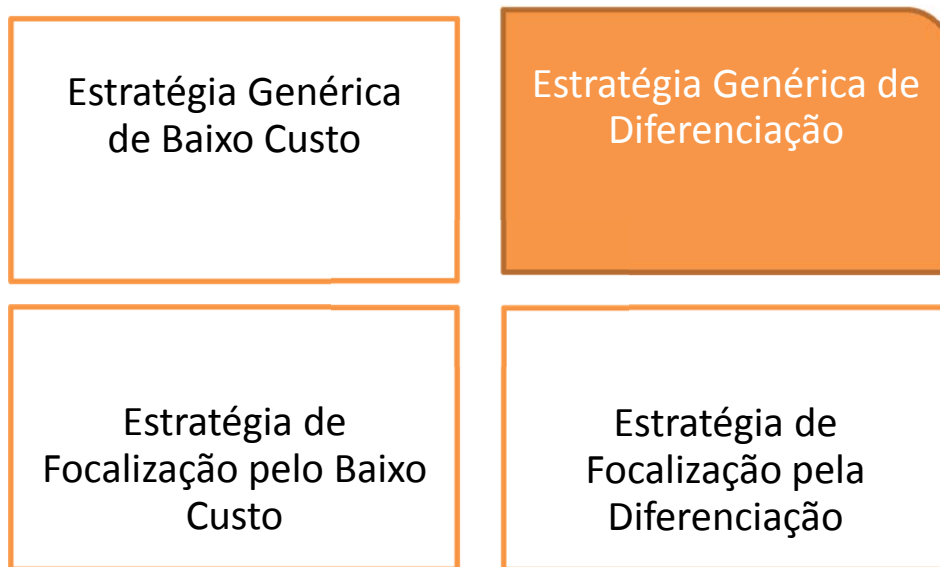 Estratégia Genérica
de Baixo Custo
Estratégia Genérica de
Diferenciação
Estratégia de
Focalização pelo Baixo
Custo
Estratégia de
Focalização pela
Diferenciação